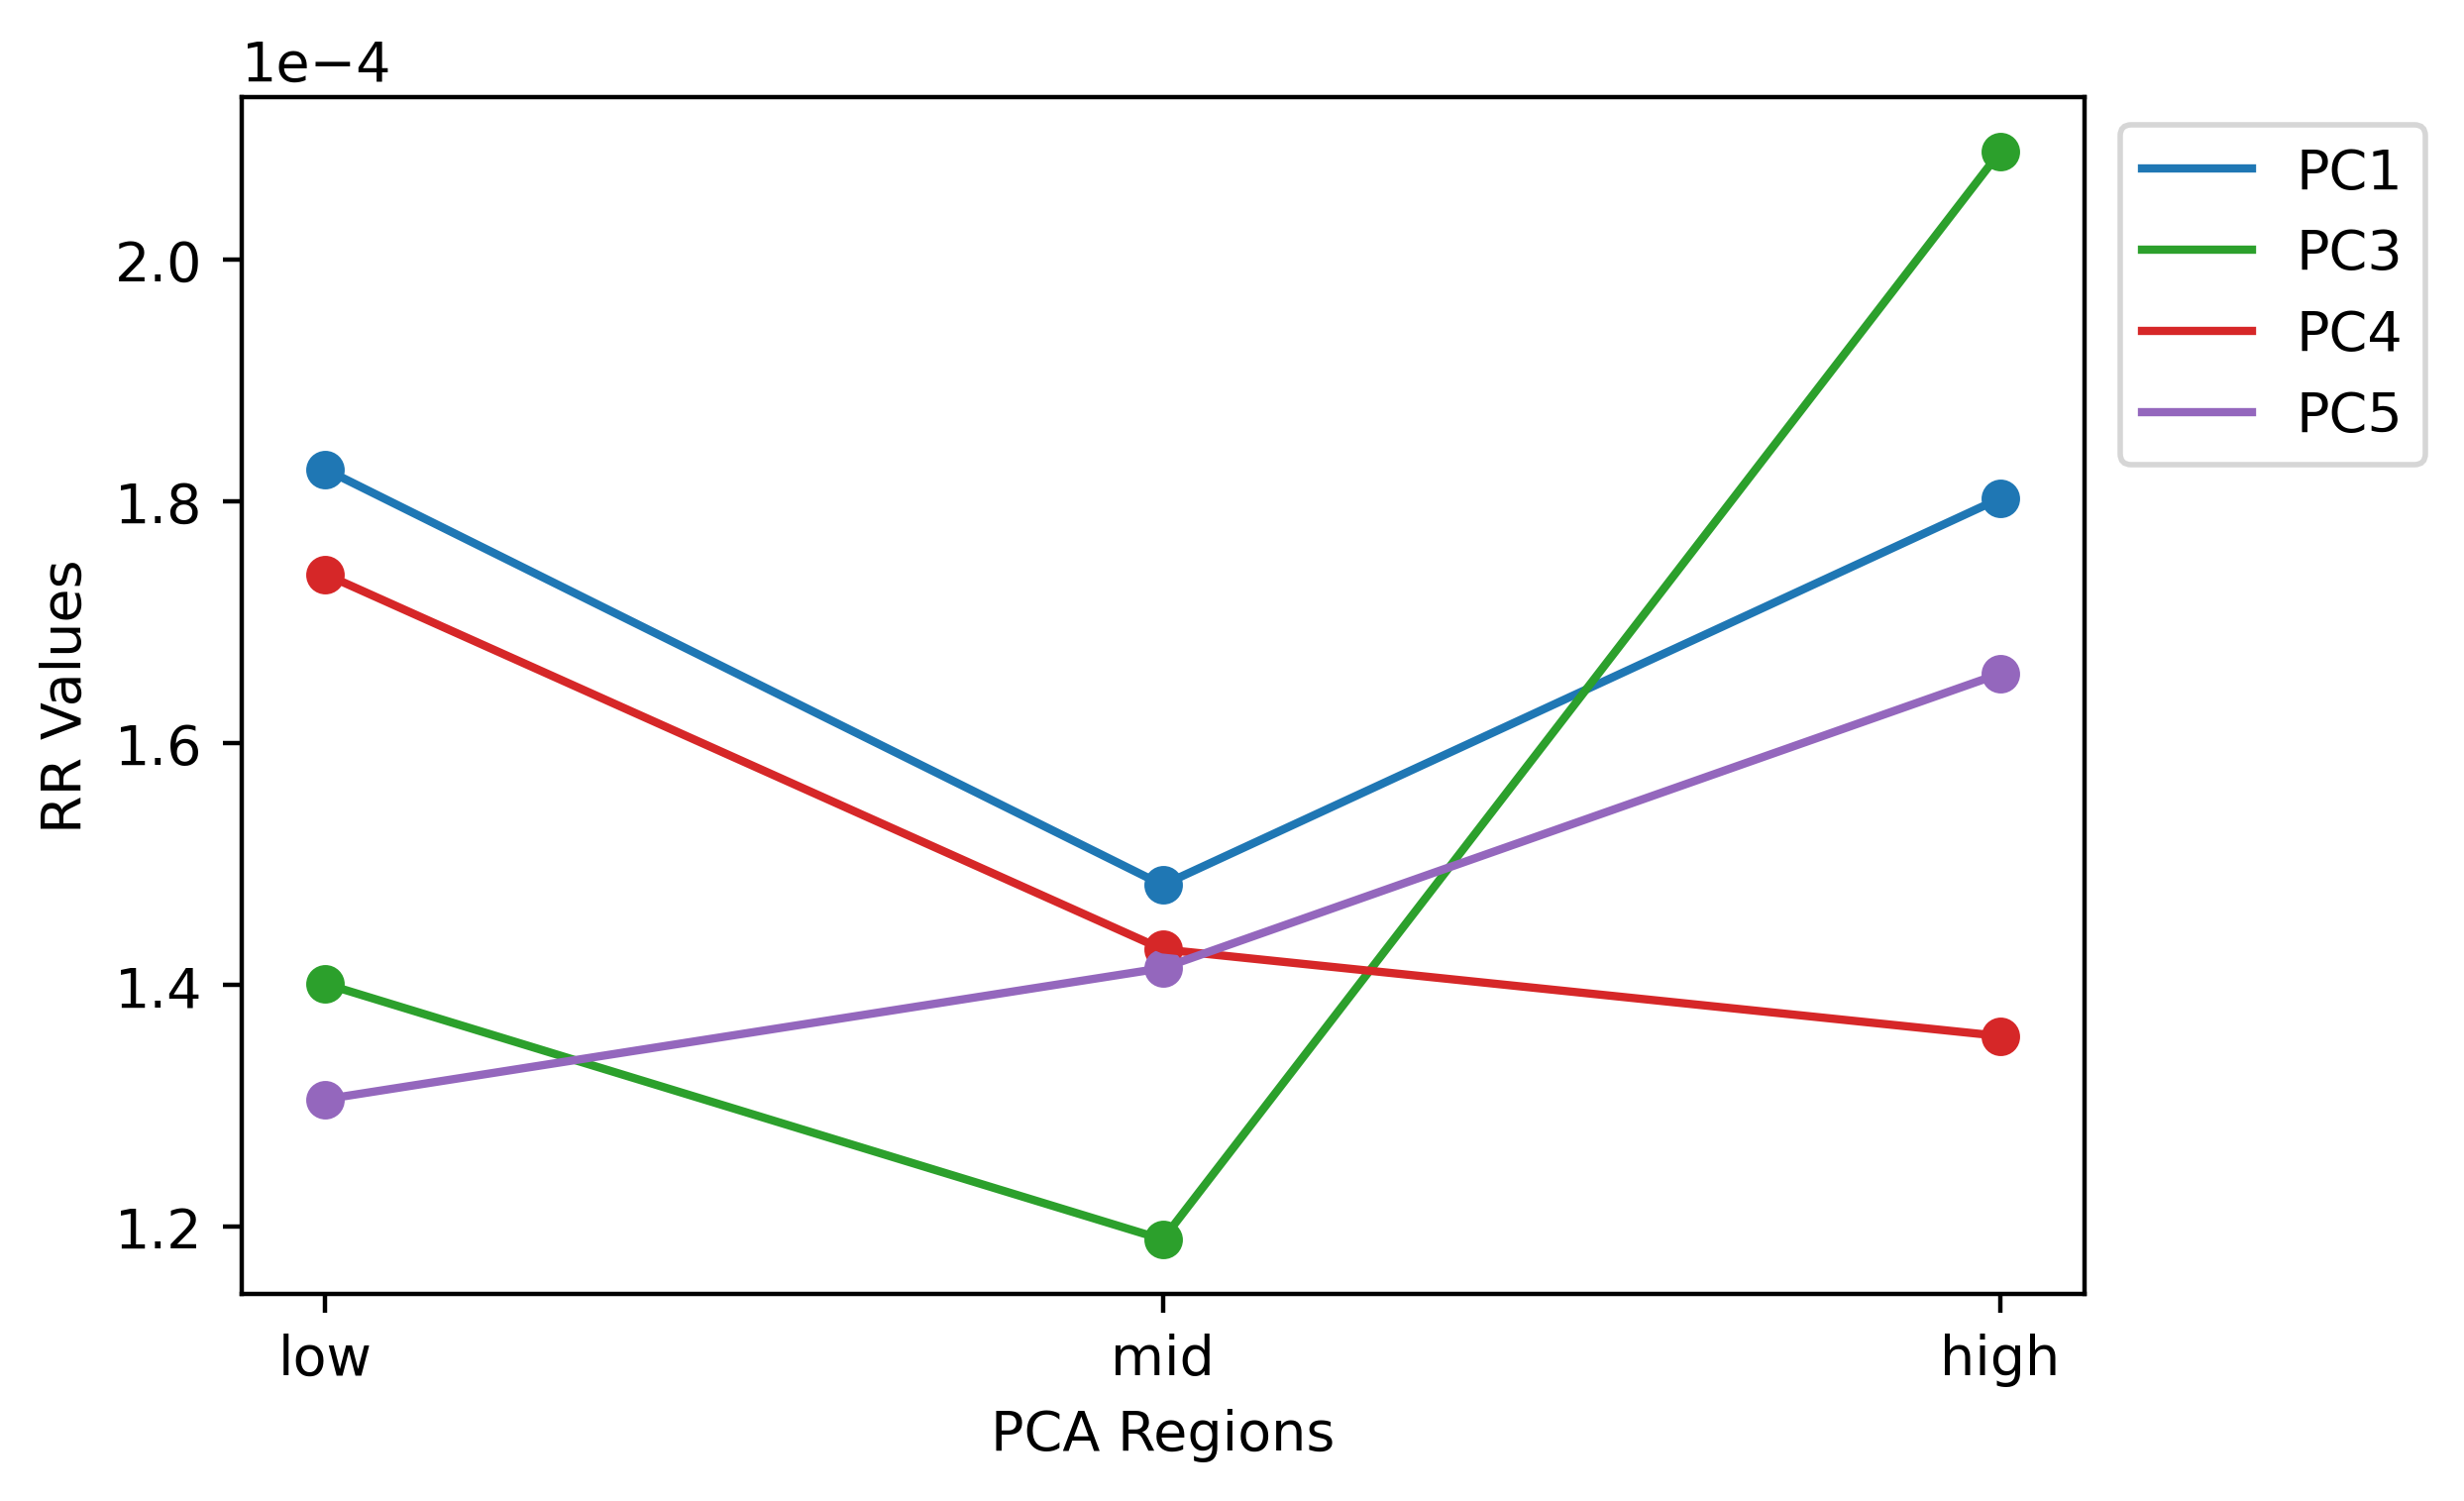 1e−4
2.0
1.8
1.6
1.4
1.2
RR Values
low mid high
PCA Regions
PC1
PC3
PC4
PC5